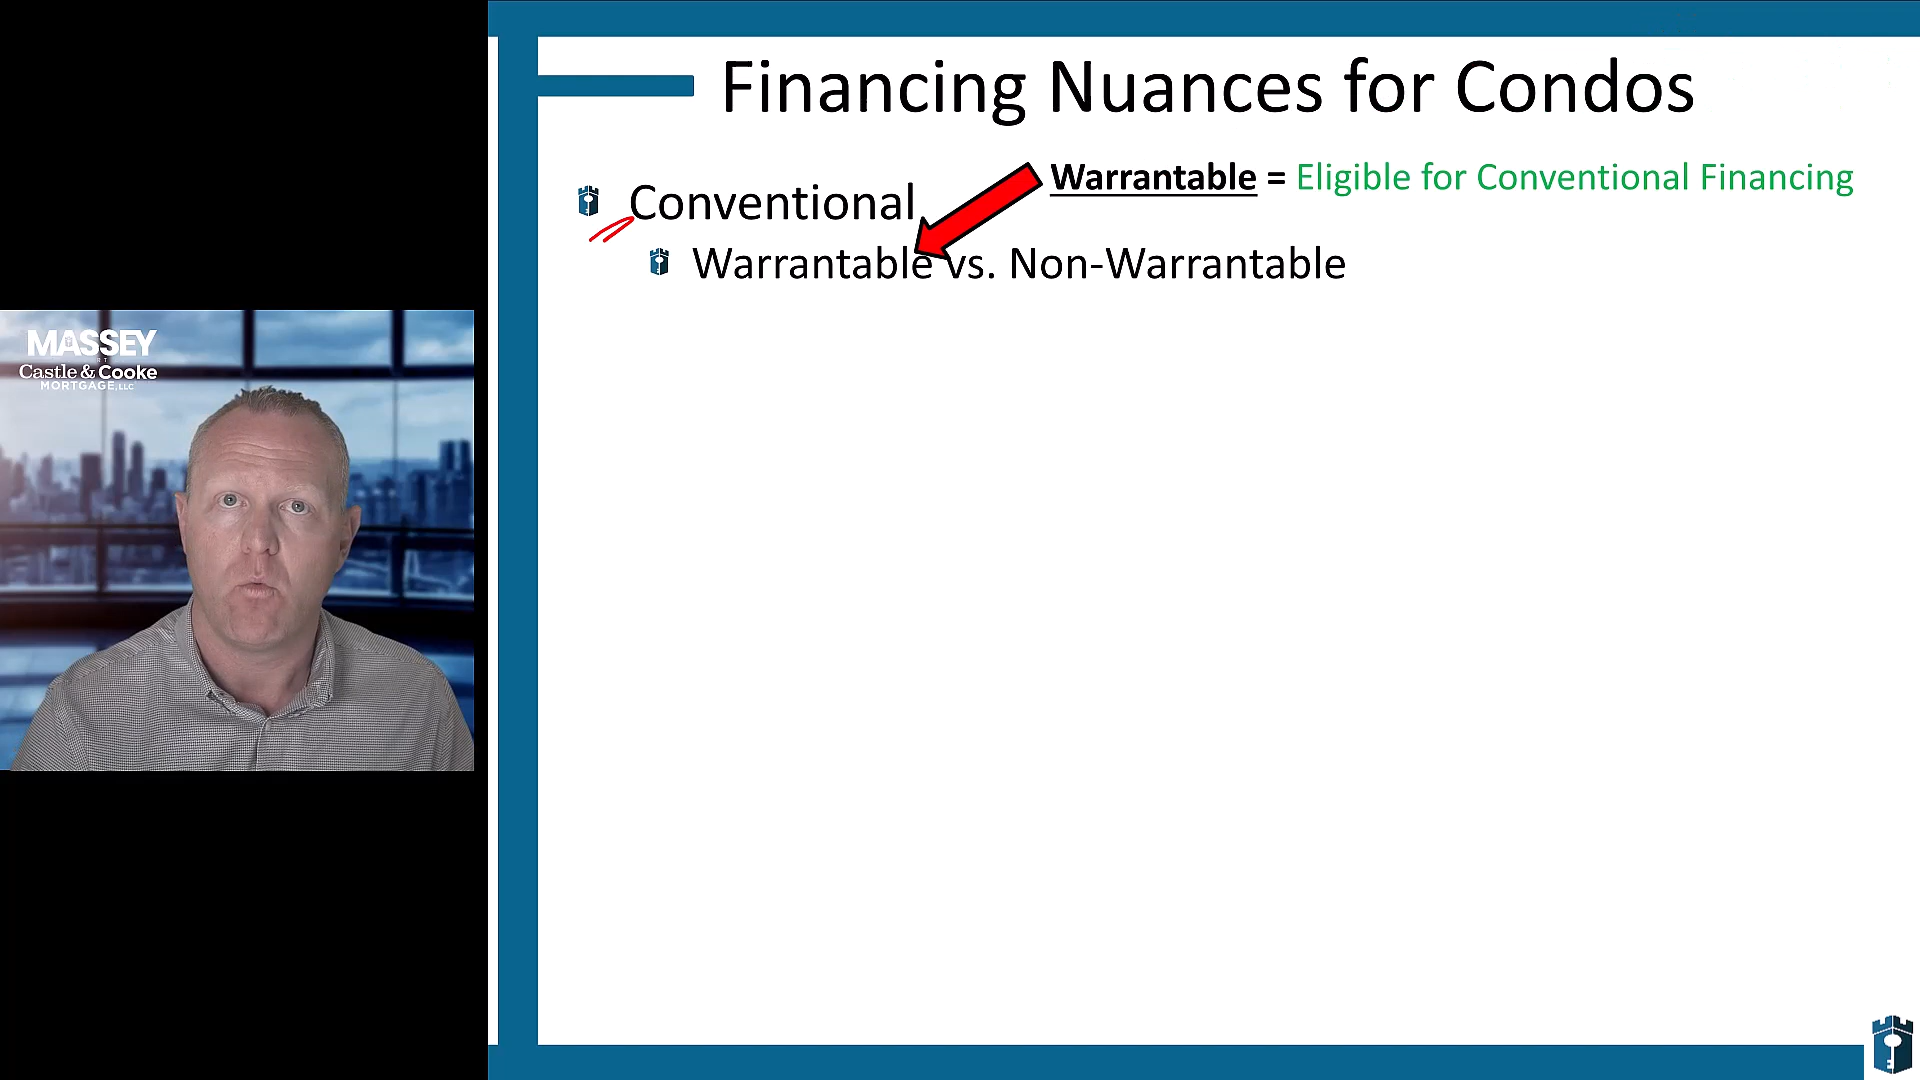 Financing Nuances for Condos
Warrantable = Eligible for Conventional Financing
Conventional
Warrantable vs. Non-Warrantable
MASSEY
AT
Castle & Cooke
MORTGAGE, LLC